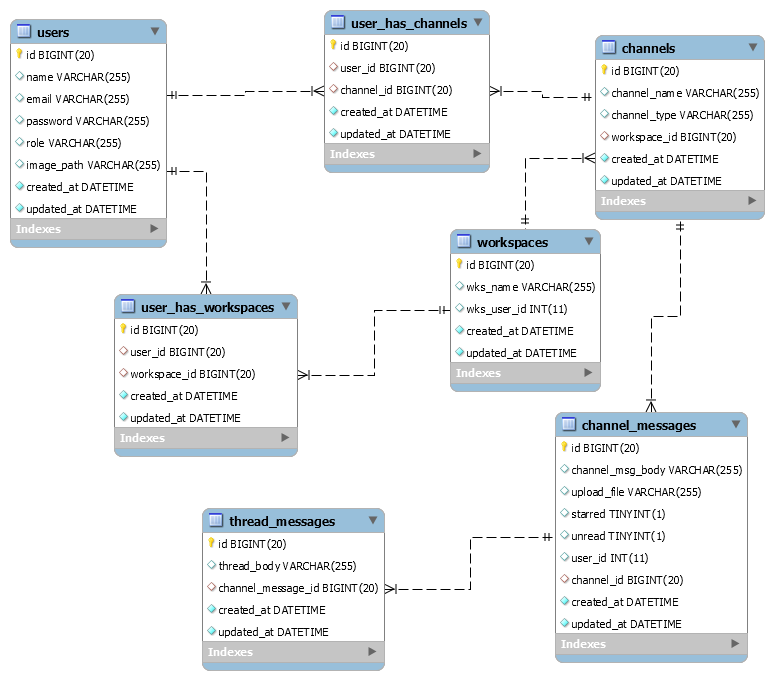 users
id BIGINT(20)
name VARCHAR(255)
email VARCHAR(255)
password VARCHAR(255)
role VARCHAR(255)
image_path VARCHAR(255)
created_at DATETIME
updated_at DATETIME
Indexes
user_has_channels
id BIGINT(20)
user_id BIGINT(20)
channel_id BIGINT(20)
created_at DATETIME
updated_at DATETIME
Indexes
channels
id BIGINT(20)
channel_name VARCHAR(255)
channel_type VARCHAR(255)
workspace_id BIGINT(20)
created_at DATETIME
updated_at DATETIME
Indexes
workspaces
id BIGINT(20)
wks_name VARCHAR(255)
wks_user_id INT(11)
created_at DATETIME
updated_at DATETIME
Indexes
user_has_workspaces
id BIGINT(20)
user_id BIGINT(20)
workspace_id BIGINT(20)
created_at DATETIME
updated_at DATETIME
Indexes
channel_messages
id BIGINT(20)
channel_msg_body VARCHAR(255)
upload_file VARCHAR(255)
starred TINYINT(1)
unread TINYINT(1)
user_id INT(11)
channel_id BIGINT(20)
created_at DATETIME
updated_at DATETIME
Indexes
thread_messages
id BIGINT(20)
thread_body VARCHAR(255)
channel_message_id BIGINT(20)
created_at DATETIME
updated_at DATETIME
Indexes